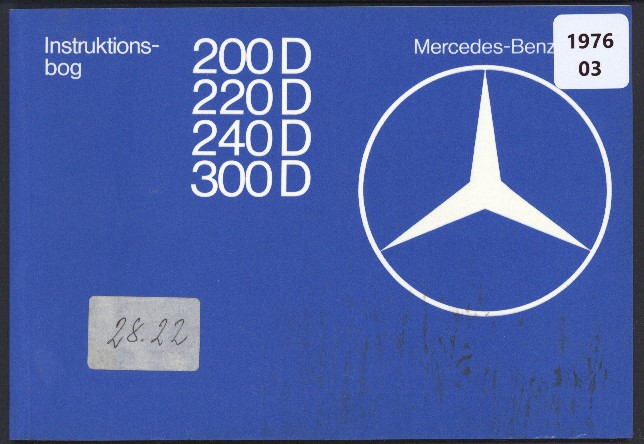 Instruktions-
bog
200 D
220 D
240 D
300 D
Mercedes-Benz
1976
03
28.22